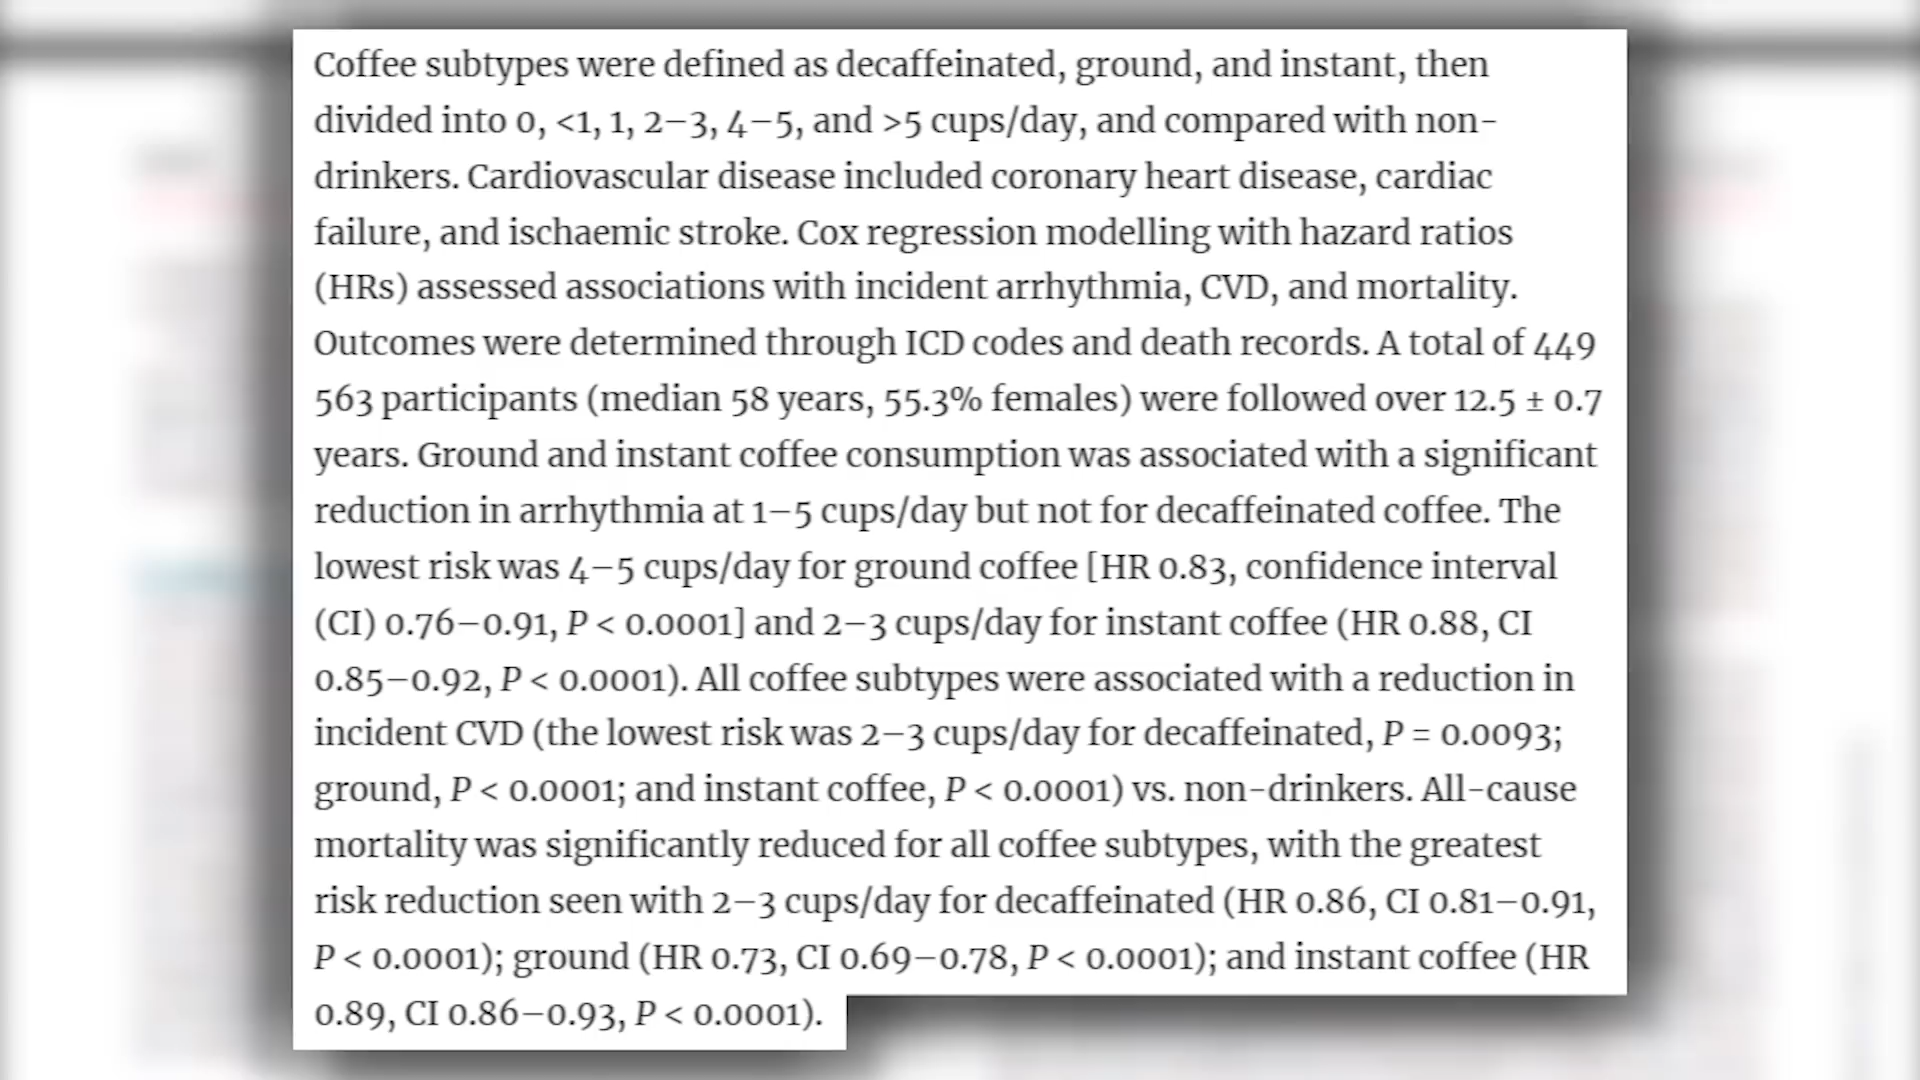 Coffee subtypes were defined as decaffeinated, ground, and instant, then
divided into 0, <1, 1, 2–3, 4–5, and >5 cups/day, and compared with non-
drinkers. Cardiovascular disease included coronary heart disease, cardiac
failure, and ischaemic stroke. Cox regression modelling with hazard ratios
(HRs) assessed associations with incident arrhythmia, CVD, and mortality.
Outcomes were determined through ICD codes and death records. A total of 449
563 participants (median 58 years, 55.3% females) were followed over 12.5 ± 0.7
years. Ground and instant coffee consumption was associated with a significant
reduction in arrhythmia at 1–5 cups/day but not for decaffeinated coffee. The
lowest risk was 4–5 cups/day for ground coffee [HR 0.83, confidence interval
(CI) 0.76–0.91, P < 0.0001] and 2–3 cups/day for instant coffee (HR 0.88, CI
0.85–0.92, P < 0.0001). All coffee subtypes were associated with a reduction in
incident CVD (the lowest risk was 2–3 cups/day for decaffeinated, P = 0.0093;
ground, P < 0.0001; and instant coffee, P < 0.0001) vs. non-drinkers. All-cause
mortality was significantly reduced for all coffee subtypes, with the greatest
risk reduction seen with 2–3 cups/day for decaffeinated (HR 0.86, CI 0.81–0.91,
P < 0.0001); ground (HR 0.73, CI 0.69–0.78, P < 0.0001); and instant coffee (HR
0.89, CI 0.86–0.93, P < 0.0001).